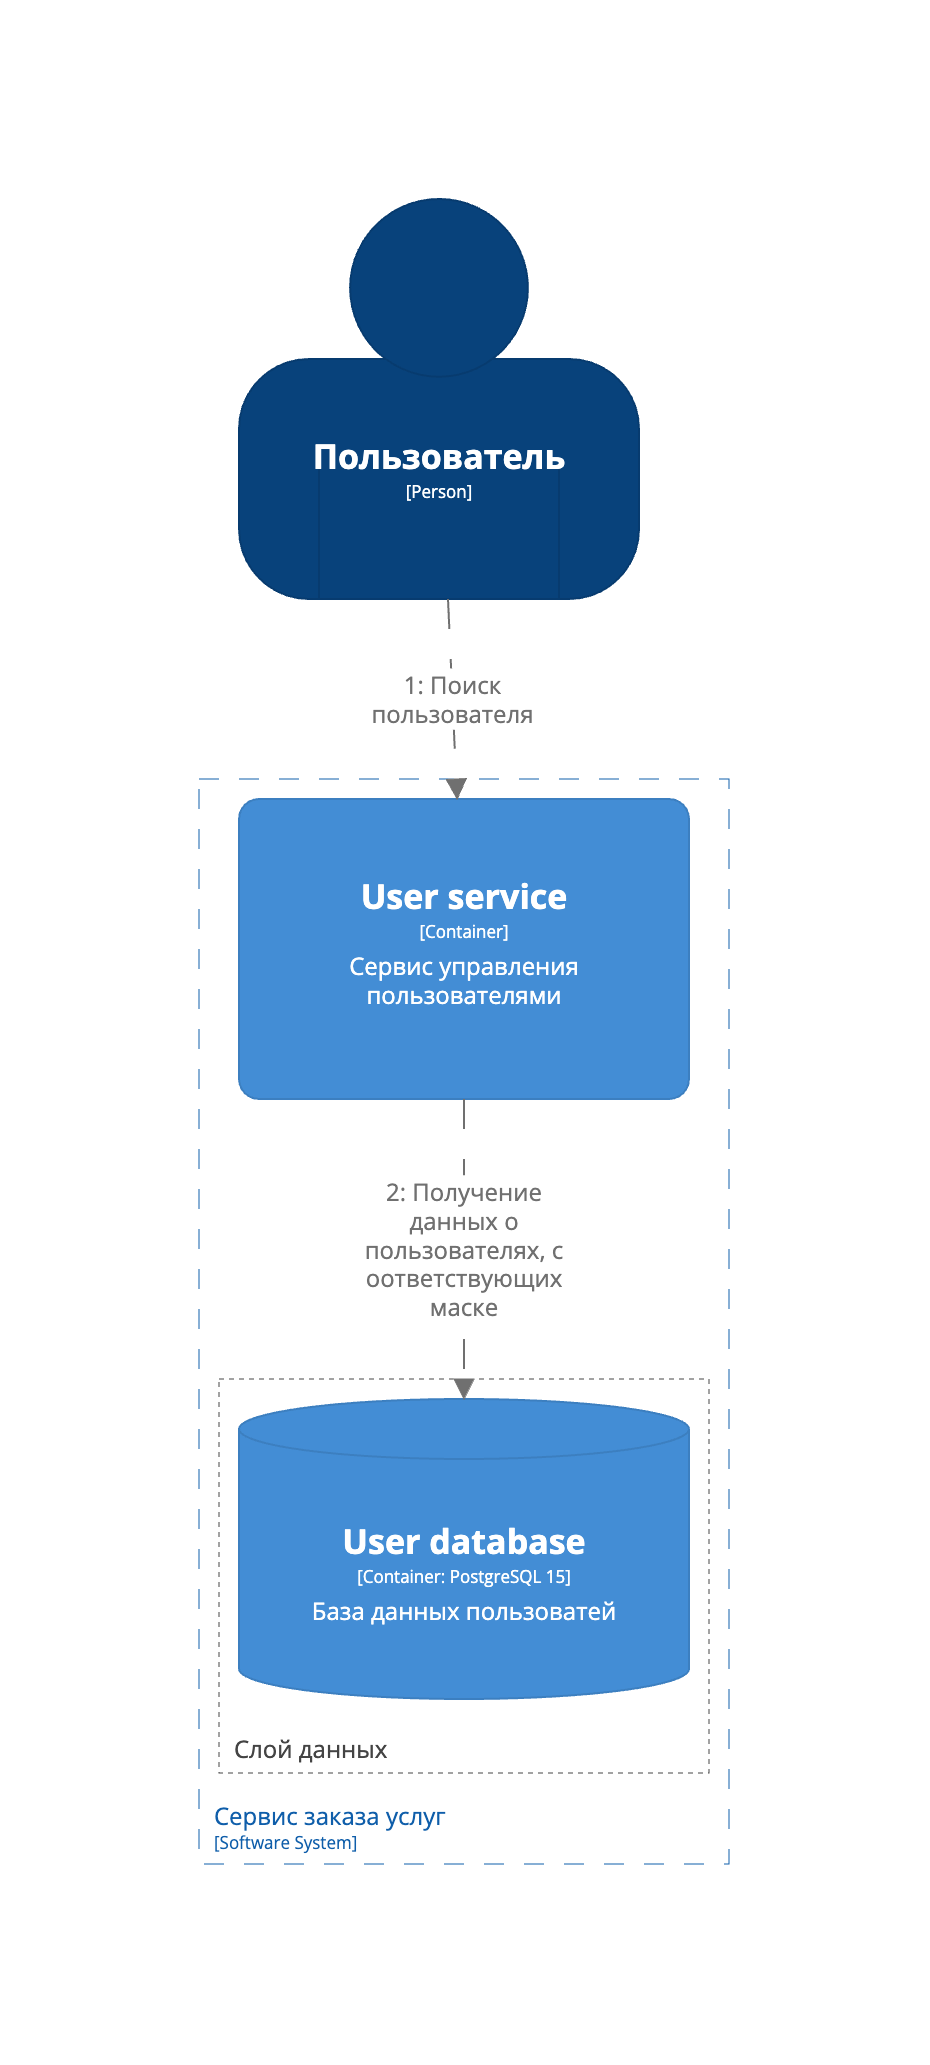 Пользователь
[Person]
1: Поиск
пользователя
User service
[Container]
Сервис управления
пользователями
2: Получение
данных о
пользователях, с
оответствующих
маске
User database
[Container: PostgreSQL 15]
База данных пользоватей
Слой данных
Сервис заказа услуг
[Software System]